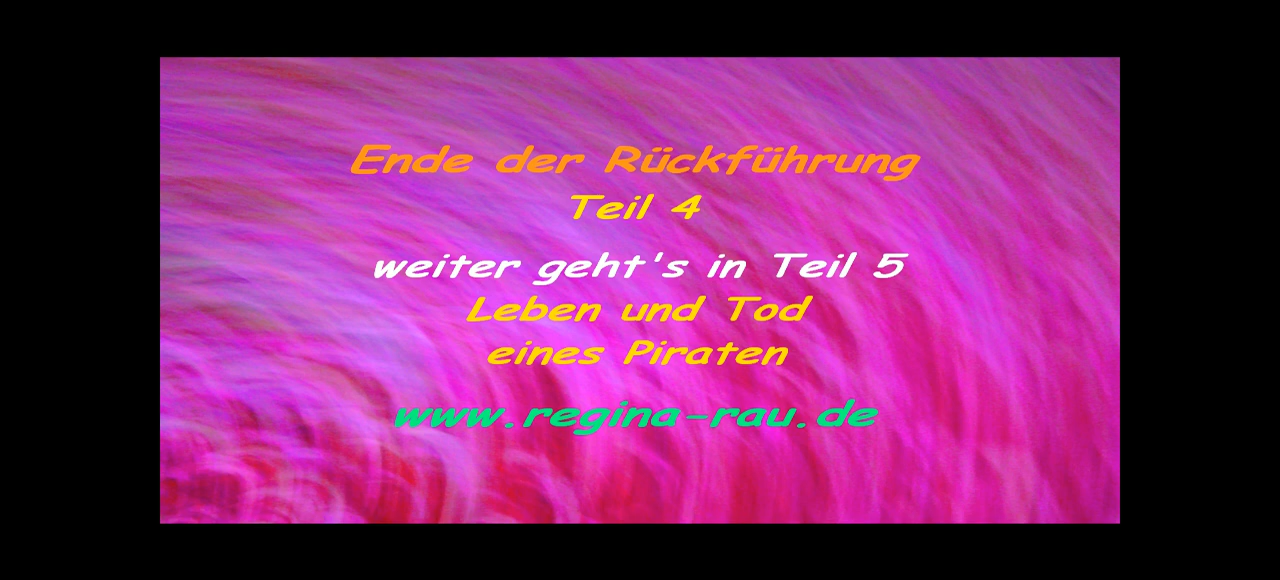 Ende der Rückführung
Teil 4
weiter geht's in Teil 5
Leben und Tod
eines Piraten
www.regina-rau.de